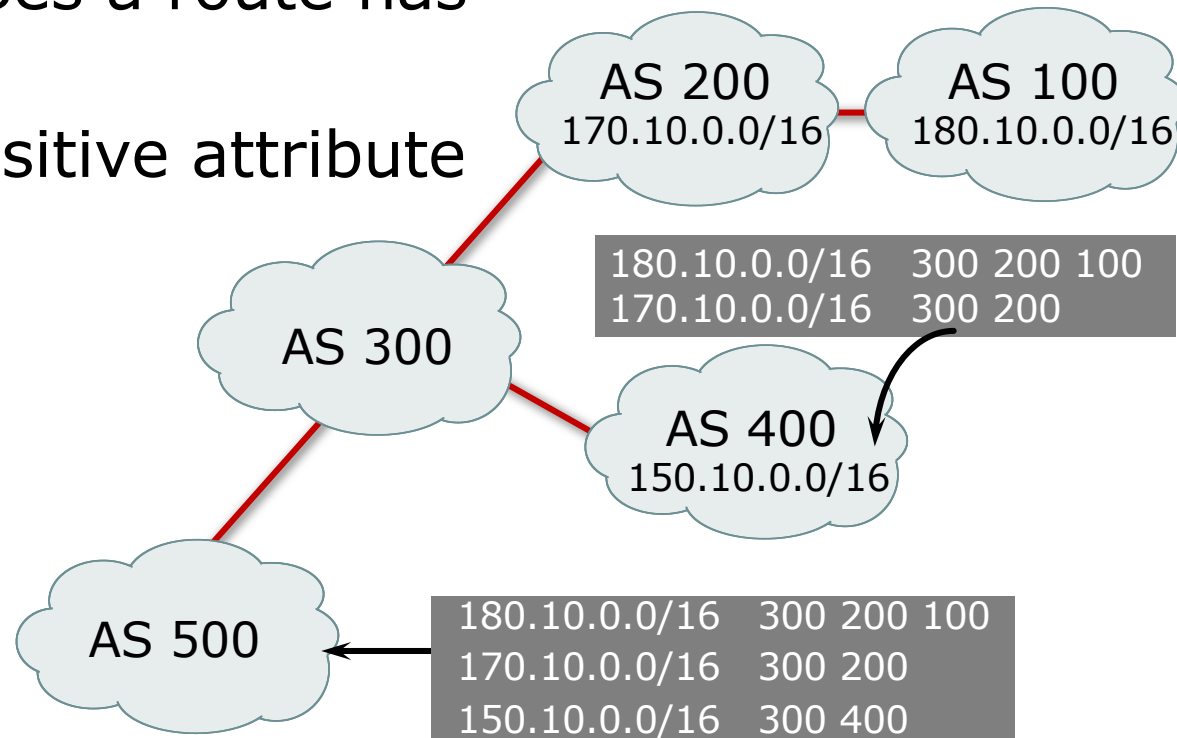 a route has
sitive attribute
AS 200
170.10.0.0/16
AS 100
180.10.0.0/16
180.10.0.0/16 300 200 100
170.10.0.0/16 300 200
AS 300
AS 400
150.10.0.0/16
AS 500
180.10.0.0/16 300 200 100
170.10.0.0/16 300 200
150.10.0.0/16 300 400